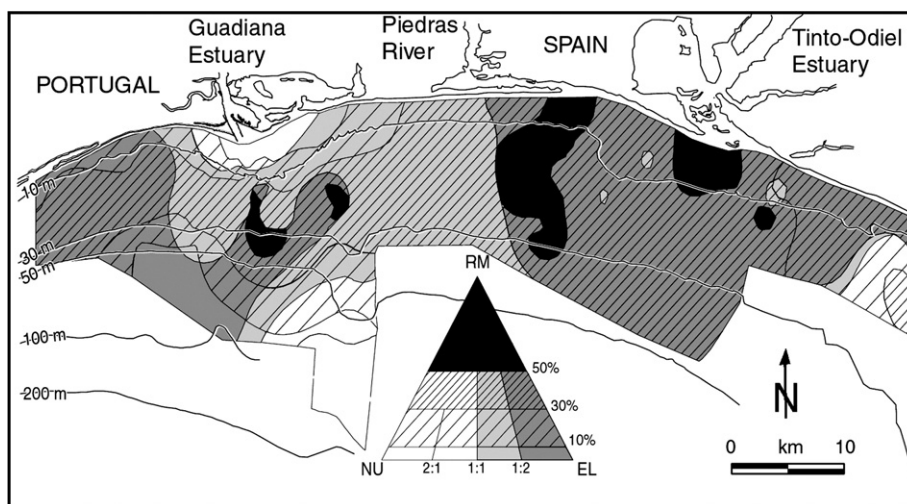 Guadiana
Estuary
Piedras
River
SPAIN
Tinto-Odiel
Estuary
PORTUGAL
10 m
30 m
50 m
100 m
200 m
RM
50%
30%
10%
NU 2:1 1:1 1:2 EL
N
0 km 10